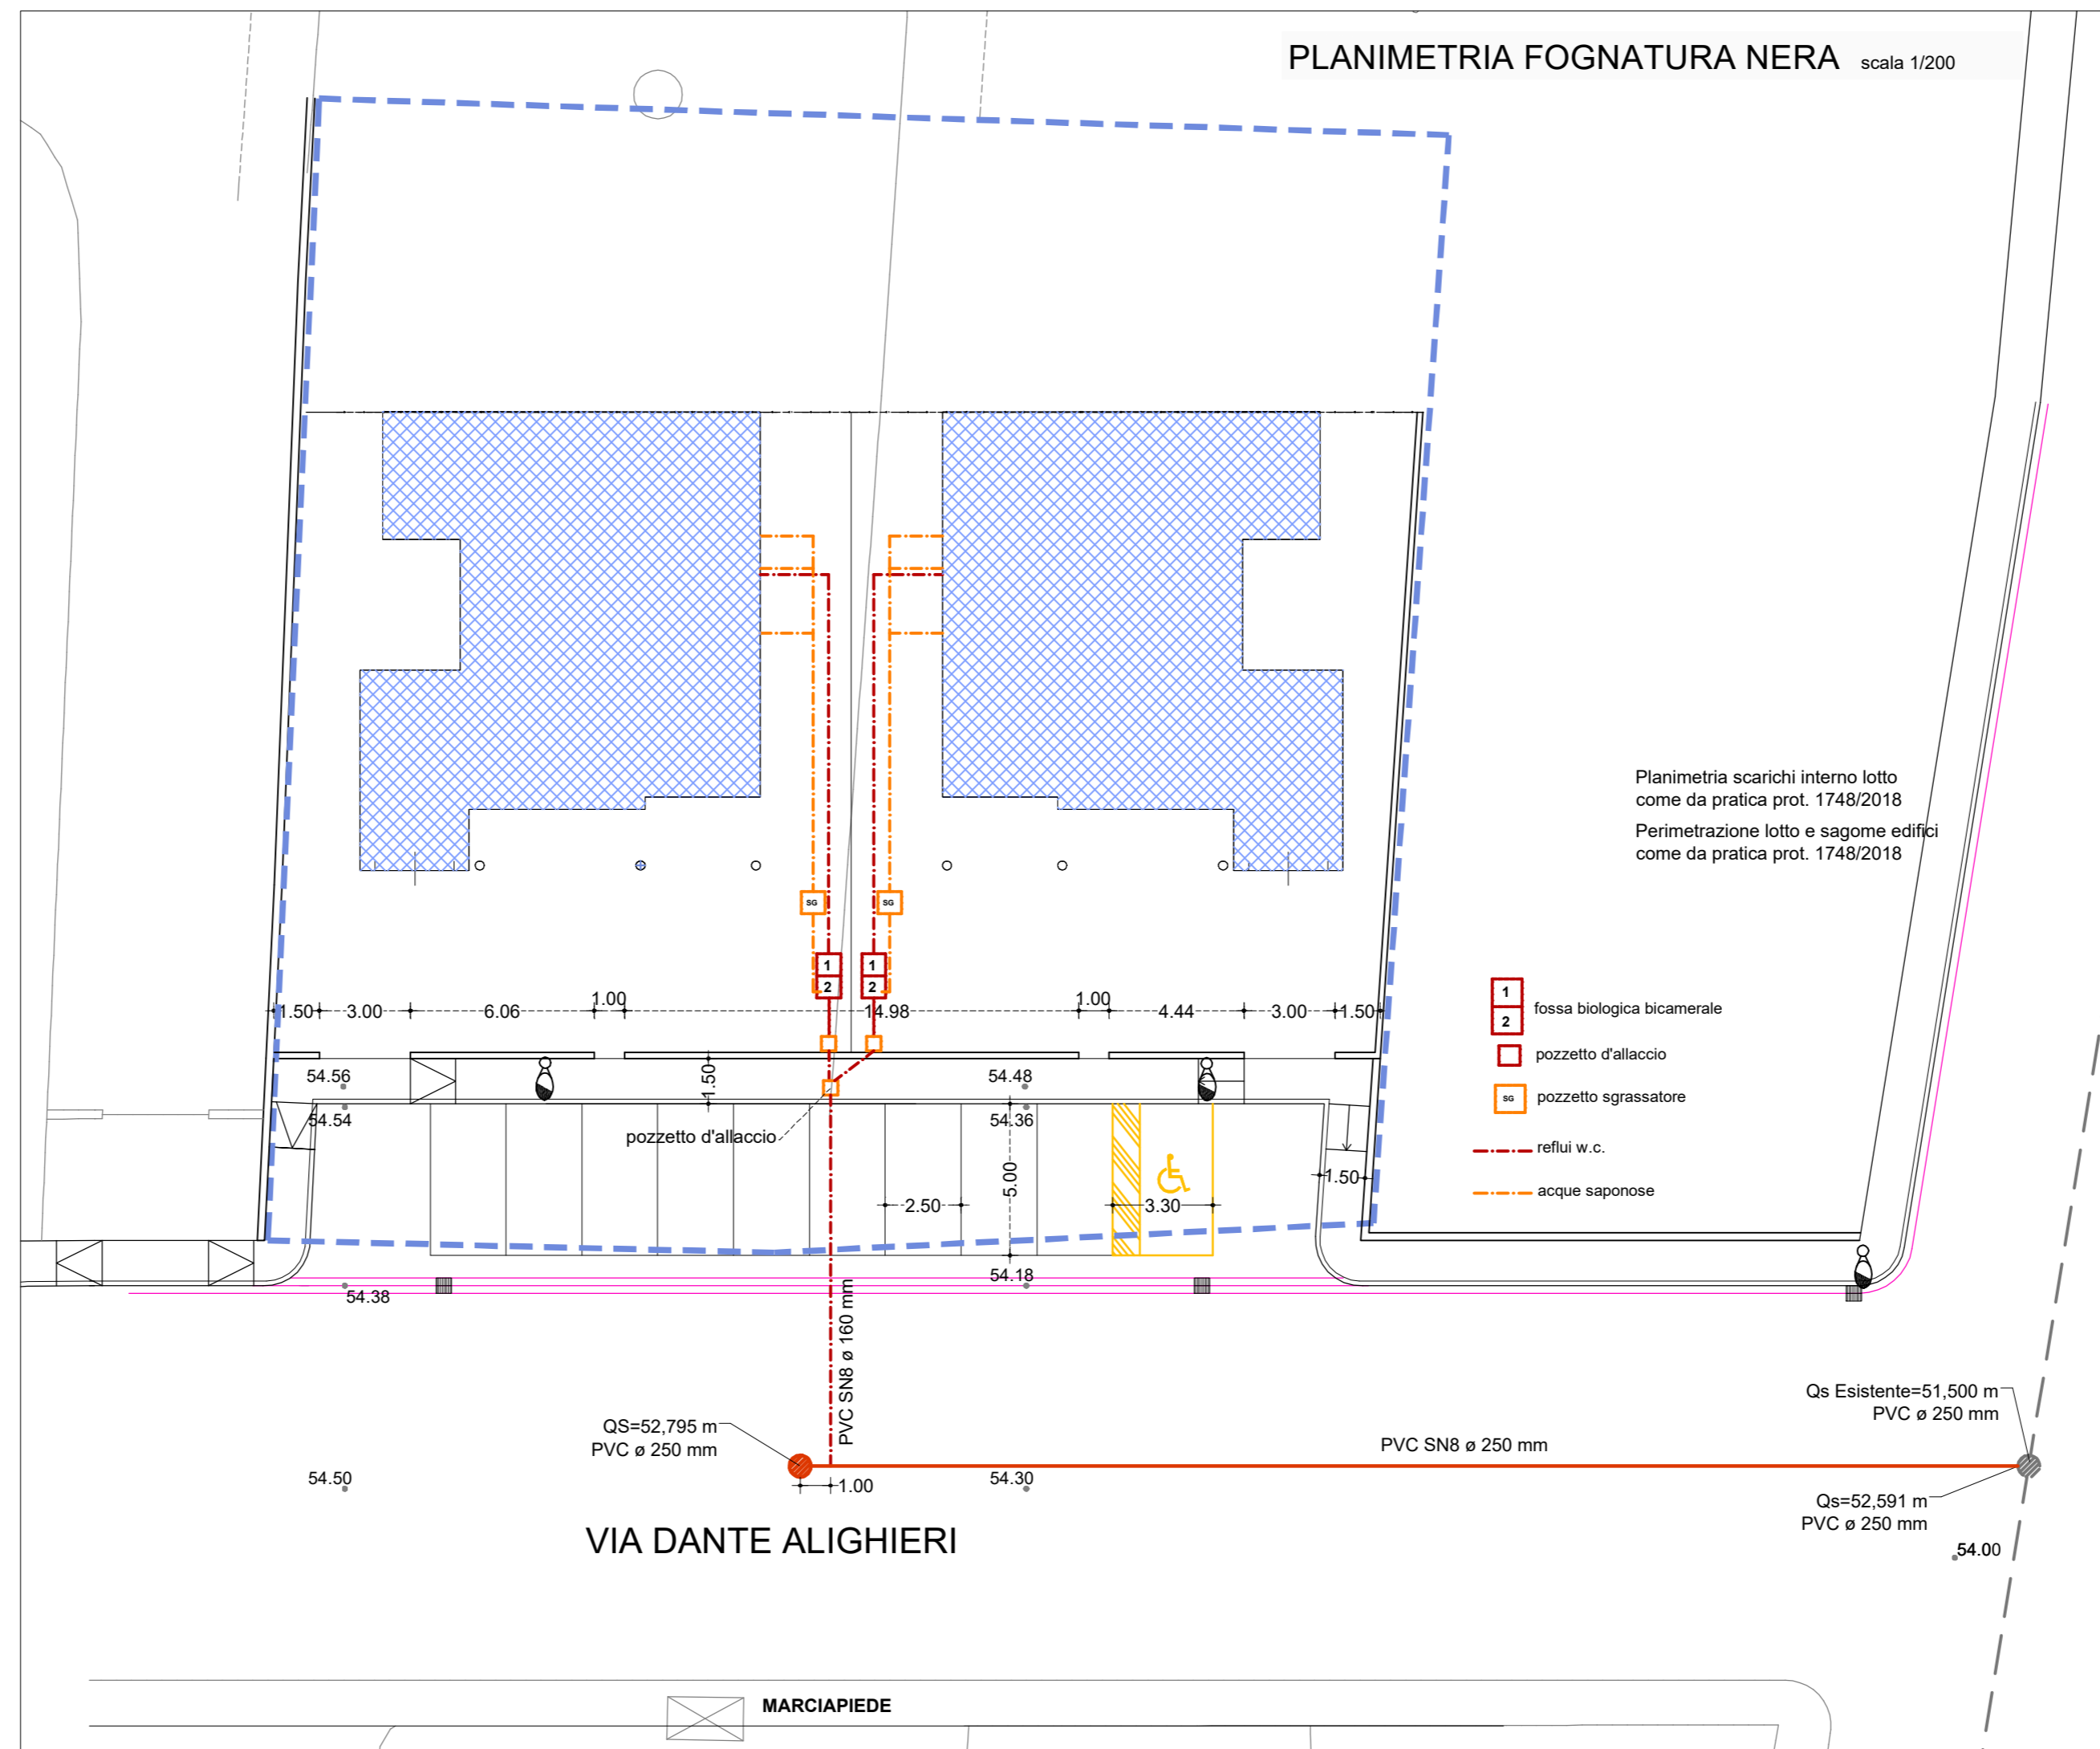 PLANIMETRIA FOGNATURA NERA scala 1/200
Planimetria scarichi interno lotto
come da pratica prot. 1748/2018
Perimetrazione lotto e sagome edifici
come da pratica prot. 1748/2018
SG
SG
1
2
1
2
1.50
3.00
6.06
1.00
14.98
1.00
4.44
3.00
1.50
1
2
fossa biologica bicamerale
pozzetto d'allaccio
SG
pozzetto sgrassatore
reflui w.c.
acque saponose
54.56
1.50
54.48
54.54
54.36
pozzetto d'allaccio
5.00
2.50
3.30
1.50
54.18
54.38
PVC SN8 ø 160 mm
QS=52,795 m
PVC ø 250 mm
Qs Esistente=51,500 m
PVC ø 250 mm
PVC SN8 ø 250 mm
54.50
1.00
54.30
Qs=52,591 m
PVC ø 250 mm
VIA DANTE ALIGHIERI
54.00
MARCIAPIEDE